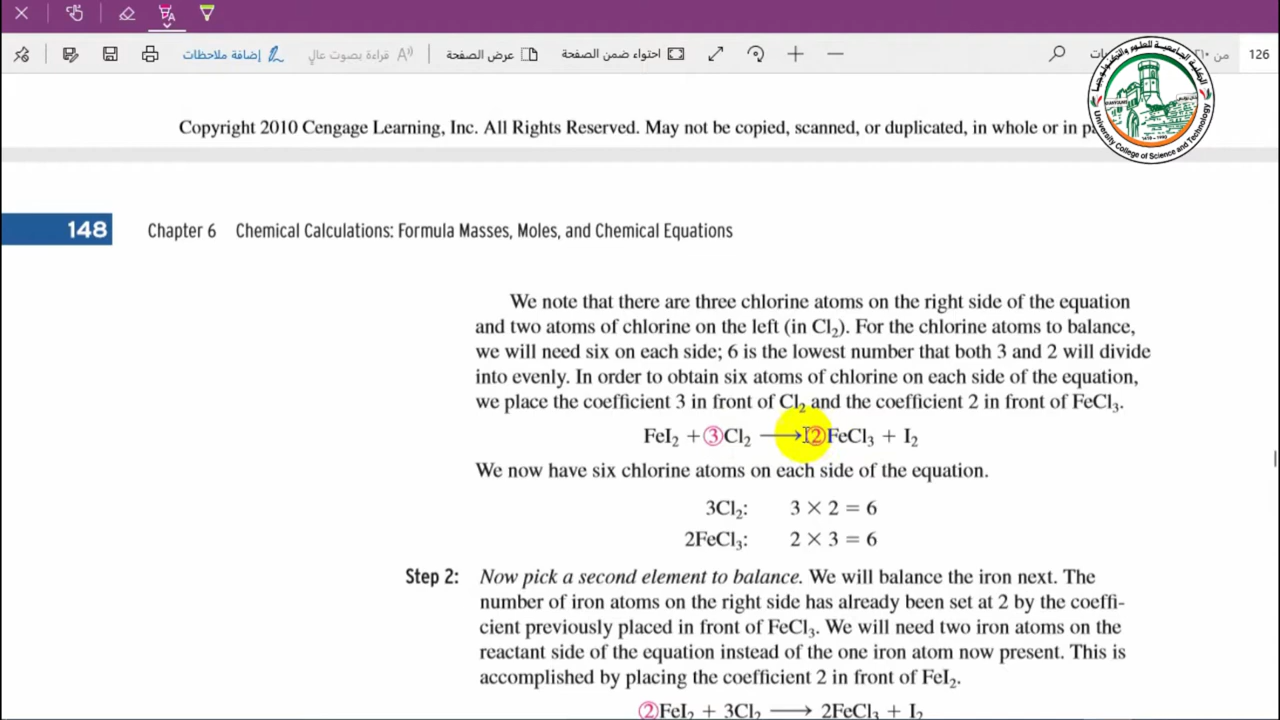 إضافة ملاحظات
قراءة بصوت عالٍ
عرض الصفحة
احتواء ضمن الصفحة
من
126
Copyright 2010 Cengage Learning, Inc. All Rights Reserved. May not be copied, scanned, or duplicated, in whole or in p
University College of Science and Technology
148 Chapter 6 Chemical Calculations: Formula Masses, Moles, and Chemical Equations
We note that there are three chlorine atoms on the right side of the equation
and two atoms of chlorine on the left (in Cl₂). For the chlorine atoms to balance,
we will need six on each side; 6 is the lowest number that both 3 and 2 will divide
into evenly. In order to obtain six atoms of chlorine on each side of the equation,
we place the coefficient 3 in front of Cl₂ and the coefficient 2 in front of FeCl₃.
FeI₂ + ③Cl₂ ⟶ ②FeCl₃ + I₂
We now have six chlorine atoms on each side of the equation.
3Cl₂: 3 × 2 = 6
2FeCl₃: 2 × 3 = 6
Step 2: Now pick a second element to balance. We will balance the iron next. The
number of iron atoms on the right side has already been set at 2 by the coeffi-
cient previously placed in front of FeCl₃. We will need two iron atoms on the
reactant side of the equation instead of the one iron atom now present. This is
accomplished by placing the coefficient 2 in front of FeI₂.
②FeI₂ + 3Cl₂ ⟶ 2FeCl₃ + I₂